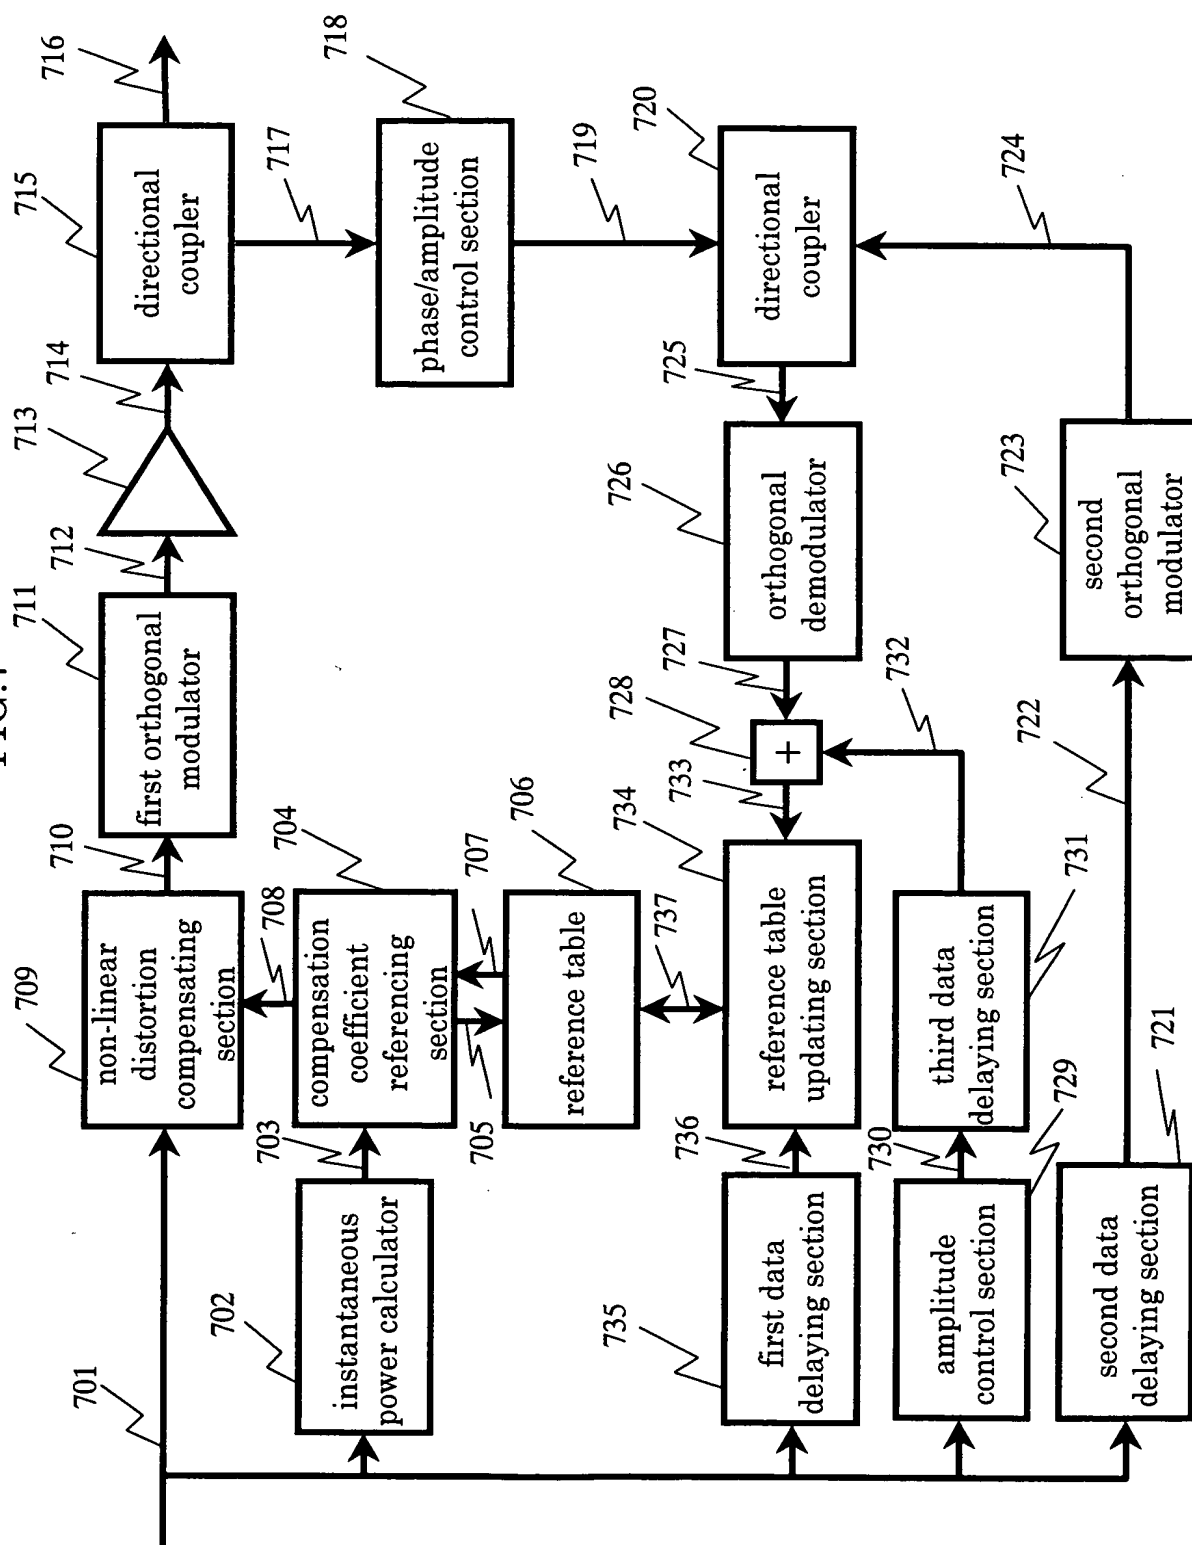 701
709
non-linear
distortion
compensating
section
710
711
first orthogonal
modulator
712
713
714
715
directional
coupler
716
702
instantaneous
power calculator
703
704
compensation
coefficient
referencing
section
708
705
707
706
reference table
717
718
phase/amplitude
control section
719
735
first data
delaying section
736
737
734
reference table
updating section
733
728
+
727
726
orthogonal
demodulator
725
720
directional
coupler
amplitude
control section
729
730
third data
delaying section
731
732
724
second data
delaying section
721
722
723
second
orthogonal
modulator